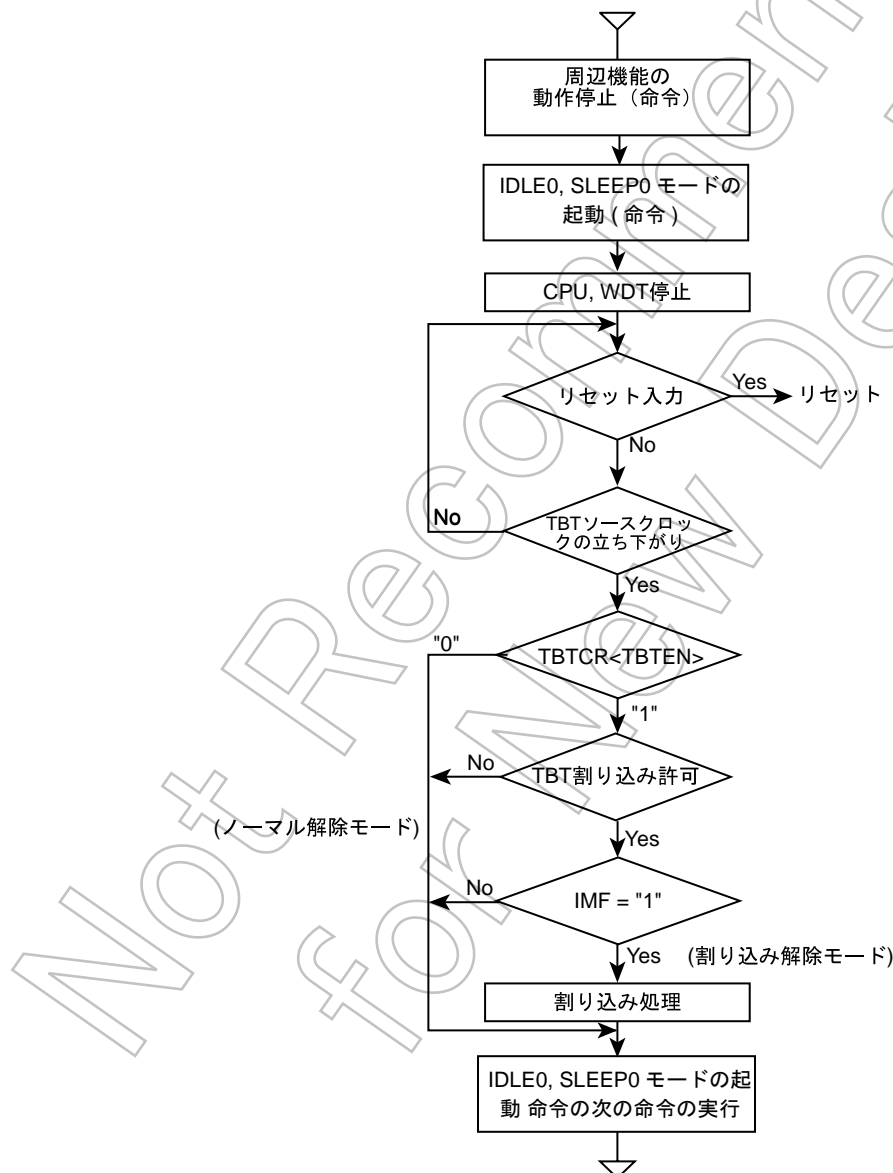 周辺機能の
動作停止（命令）
IDLE0, SLEEP0 モードの
起動 ( 命令 )
CPU, WDT停止
リセット入力
Yes
リセット
No
No
TBTソースクロッ
クの立ち下がり
Yes
"0"
TBTCR<TBTEN>
"1"
No
TBT割り込み許可
(ノーマル解除モード)
Yes
No
IMF = "1"
Yes
(割り込み解除モード)
割り込み処理
IDLE0, SLEEP0 モードの起
動 命令の次の命令の実行
Not Recommen
for New De